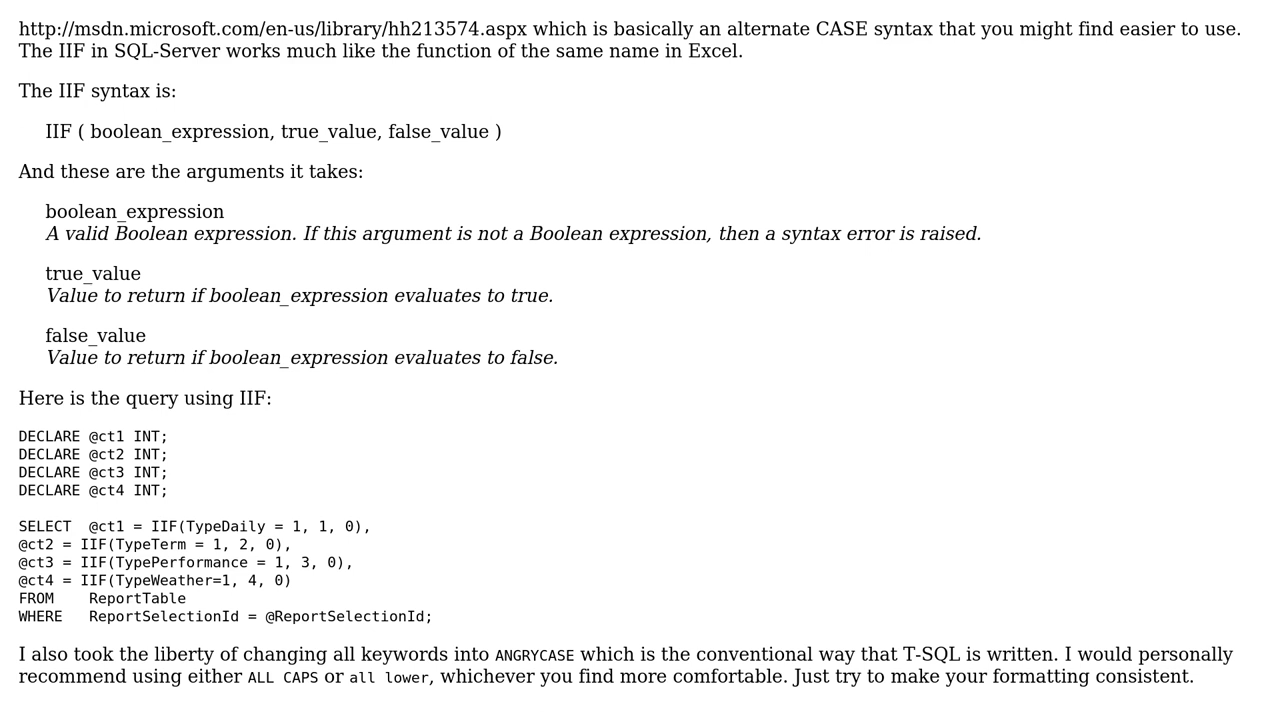 http://msdn.microsoft.com/en-us/library/hh213574.aspx which is basically an alternate CASE syntax that you might find easier to use.
The IIF in SQL-Server works much like the function of the same name in Excel.
The IIF syntax is:
IIF ( boolean_expression, true_value, false_value )
And these are the arguments it takes:
boolean_expression
A valid Boolean expression. If this argument is not a Boolean expression, then a syntax error is raised.
true_value
Value to return if boolean_expression evaluates to true.
false_value
Value to return if boolean_expression evaluates to false.
Here is the query using IIF:
DECLARE @ct1 INT;
DECLARE @ct2 INT;
DECLARE @ct3 INT;
DECLARE @ct4 INT;
SELECT  @ct1 = IIF(TypeDaily = 1, 1, 0),
@ct2 = IIF(TypeTerm = 1, 2, 0),
@ct3 = IIF(TypePerformance = 1, 3, 0),
@ct4 = IIF(TypeWeather=1, 4, 0)
FROM    ReportTable
WHERE   ReportSelectionId = @ReportSelectionId;
I also took the liberty of changing all keywords into ANGRYCASE which is the conventional way that T-SQL is written. I would personally
recommend using either ALL CAPS or all lower, whichever you find more comfortable. Just try to make your formatting consistent.